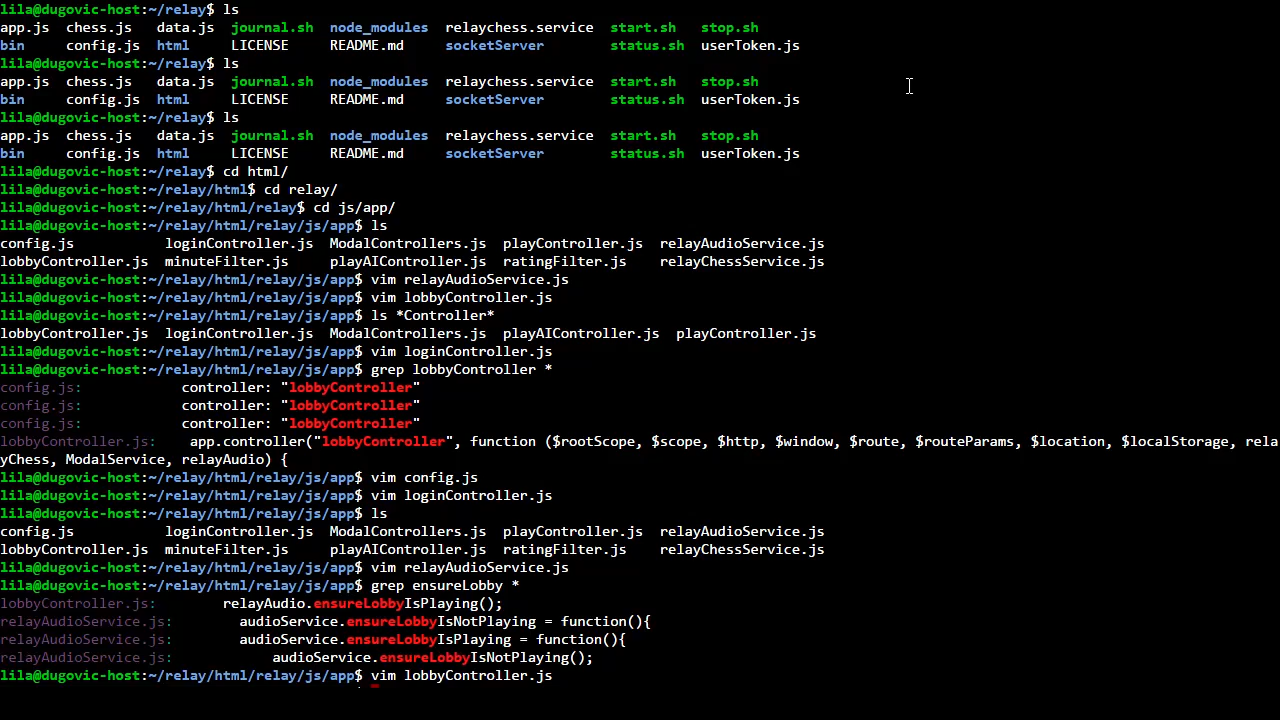 lila@dugovic-host:~/relay$ ls
app.js  chess.js   data.js  journal.sh  node_modules  relaychess.service  start.sh   stop.sh
bin     config.js  html     LICENSE     README.md     socketServer        status.sh  userToken.js
lila@dugovic-host:~/relay$ ls
app.js  chess.js   data.js  journal.sh  node_modules  relaychess.service  start.sh   stop.sh
bin     config.js  html     LICENSE     README.md     socketServer        status.sh  userToken.js
lila@dugovic-host:~/relay$ ls
app.js  chess.js   data.js  journal.sh  node_modules  relaychess.service  start.sh   stop.sh
bin     config.js  html     LICENSE     README.md     socketServer        status.sh  userToken.js
lila@dugovic-host:~/relay$ cd html/
lila@dugovic-host:~/relay/html$ cd relay/
lila@dugovic-host:~/relay/html/relay$ cd js/app/
lila@dugovic-host:~/relay/html/relay/js/app$ ls
config.js           loginController.js  ModalControllers.js  playController.js  relayAudioService.js
lobbyController.js  minuteFilter.js     playAIController.js  ratingFilter.js    relayChessService.js
lila@dugovic-host:~/relay/html/relay/js/app$ vim relayAudioService.js
lila@dugovic-host:~/relay/html/relay/js/app$ vim lobbyController.js
lila@dugovic-host:~/relay/html/relay/js/app$ ls *Controller*
lobbyController.js  loginController.js  ModalControllers.js  playAIController.js  playController.js
lila@dugovic-host:~/relay/html/relay/js/app$ vim loginController.js
lila@dugovic-host:~/relay/html/relay/js/app$ grep lobbyController *
config.js:            controller: "lobbyController"
config.js:            controller: "lobbyController"
config.js:            controller: "lobbyController"
lobbyController.js:    app.controller("lobbyController", function ($rootScope, $scope, $http, $window, $route, $routeParams, $location, $localStorage, rela
yChess, ModalService, relayAudio) {
lila@dugovic-host:~/relay/html/relay/js/app$ vim config.js
lila@dugovic-host:~/relay/html/relay/js/app$ vim loginController.js
lila@dugovic-host:~/relay/html/relay/js/app$ ls
config.js           loginController.js  ModalControllers.js  playController.js  relayAudioService.js
lobbyController.js  minuteFilter.js     playAIController.js  ratingFilter.js    relayChessService.js
lila@dugovic-host:~/relay/html/relay/js/app$ vim relayAudioService.js
lila@dugovic-host:~/relay/html/relay/js/app$ grep ensureLobby *
lobbyController.js:        relayAudio.ensureLobbyIsPlaying();
relayAudioService.js:        audioService.ensureLobbyIsNotPlaying = function(){
relayAudioService.js:        audioService.ensureLobbyIsPlaying = function(){
relayAudioService.js:            audioService.ensureLobbyIsNotPlaying();
lila@dugovic-host:~/relay/html/relay/js/app$ vim lobbyController.js